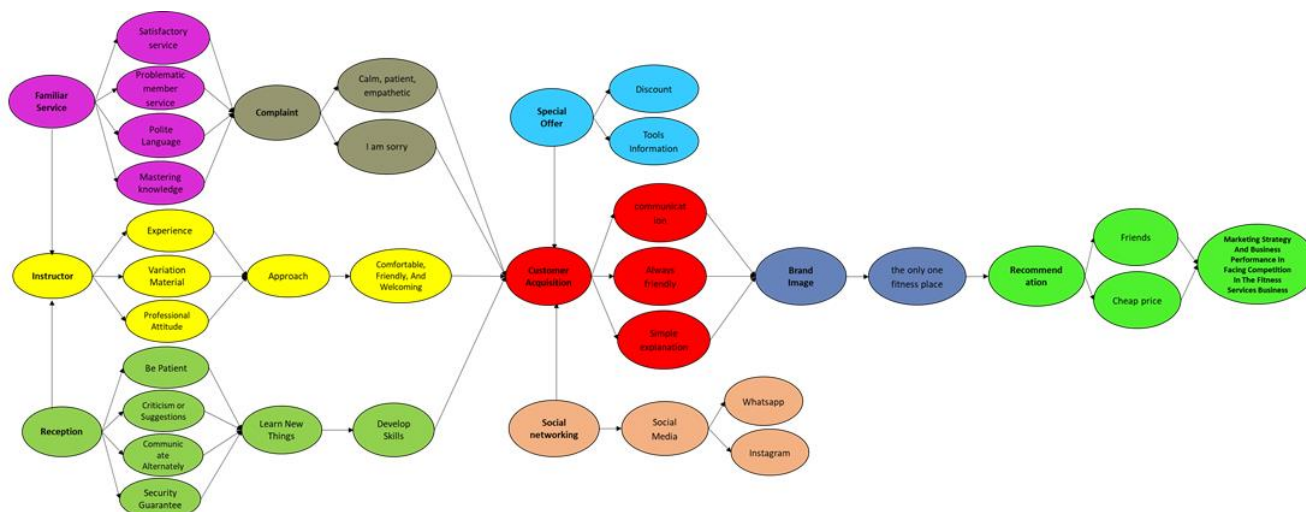 Satisfactory
service
Familiar
Service
Problematic
member
service
Polite
Language
Mastering
knowledge
Complaint
Calm, patient,
empathetic
I am sorry
Instructor
Experience
Variation
Material
Professional
Attitude
Approach
Comfortable,
Friendly, And
Welcoming
Reception
Be Patient
Criticism or
Suggestions
Communic
ate
Alternately
Security
Guarantee
Learn New
Things
Develop
Skills
Special
Offer
Discount
Tools
Information
Customer
Acquisition
communicat
ion
Always
friendly
Simple
explanation
Social
networking
Social
Media
Whatsapp
Instagram
Brand
Image
the only one
fitness place
Recommend
ation
Friends
Cheap price
Marketing Strategy
And Business
Performance In
Facing Competition
In The Fitness
Services Business